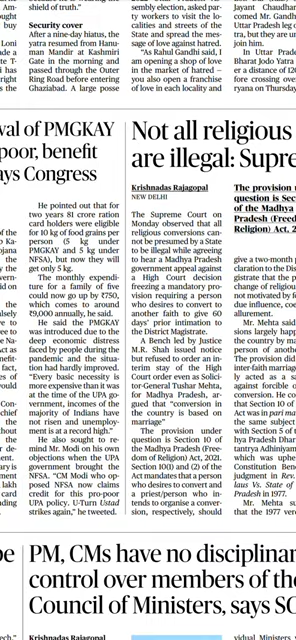 shield of truth."
Security cover
After a nine-day hiatus, the
yatra resumed from Hanu-
man Mandir at Kashmiri
Gate in the morning and
passed through the Outer
Ring Road before entering
Ghaziabad. A large posse
sembly election, asked par-
ty workers to visit the lo-
calities and streets of the
State and spread the mes-
sage of love against hatred.
"As Rahul Gandhi said, I
am opening a shop of love
in the market of hatred –
you also open a franchise
of love in each locality and
Jayant Chaudhar
comed Mr. Gandhi
Uttar Pradesh leg o
tra, but they are un
join him.
In Uttar Prade
Bharat Jodo Yatra
er a distance of 120
fore crossing over
ryana on Thursday
val of PMGKAY
poor, benefit
ays Congress
He pointed out that for
two years 81 crore ration
card holders were eligible
for 10 kg of food grains per
person (5 kg under
PMGKAY and 5 kg under
NFSA), but now they will
get only 5 kg.
The monthly expendi-
ture for a family of five
could now go up by ₹750,
which comes to around
₹9,000 annually, he said.
He said the PMGKAY
was introduced due to the
deep economic distress
faced by people during the
pandemic and the situa-
tion had hardly improved.
"Every basic necessity is
more expensive than it was
at the time of the UPA go-
vernment, incomes of the
majority of Indians have
not risen and unemploy-
ment is at a record high."
He also sought to re-
mind Mr. Modi on his own
objections when the UPA
government brought the
NFSA. "CM Modi who op-
posed NFSA now claims
credit for this pro-poor
UPA policy. U-Turn Ustad
strikes again," he tweeted.
Not all religious
are illegal: Supre
Krishnadas Rajagopal
NEW DELHI
The Supreme Court on
Monday observed that all
religious conversions can-
not be presumed by a State
to be illegal while agreeing
to hear a Madhya Pradesh
government appeal against
a High Court decision
freezing a mandatory pro-
vision requiring a person
who desires to convert to
another faith to give 60
days' prior intimation to
the District Magistrate.
A Bench led by Justice
M.R. Shah issued notice
but refused to order an in-
terim stay of the High
Court order even as Solici-
tor-General Tushar Mehta,
for Madhya Pradesh, ar-
gued that "conversion in
the country is based on
marriage"
The provision under
question is Section 10 of
the Madhya Pradesh (Free-
dom of Religion) Act, 2021.
Section 10(1) and (2) of the
Act mandates that a person
who desires to convert and
a priest/person who in-
tends to organise a conver-
sion, respectively, should
The provision u
question is Sec
of the Madhya
Pradesh (Freed
Religion) Act, 2
give a two-month p
claration to the Dis
gistrate that the p
change of religious
not motivated by f
due influence, coe
allurement.
Mr. Mehta said
sions largely happ
the country by ma
person of anothe
The provision did
inter-faith marriage
ly acted as a sa
against forcible o
conversion. He co
that Section 10 of
Act was in pari ma
the same subject
with Section 5 of t
hya Pradesh Dhar
tantrya Adhiniyam
which was uphe
Constitution Benc
judgment in Rev.
laus Vs. State of
Pradesh in 1977.
Mr. Mehta su
that the 1977 ver
PM, CMs have no disciplinar
control over members of the
Council of Ministers, says SC
Krishnadas Rajagopal
vidual Ministers